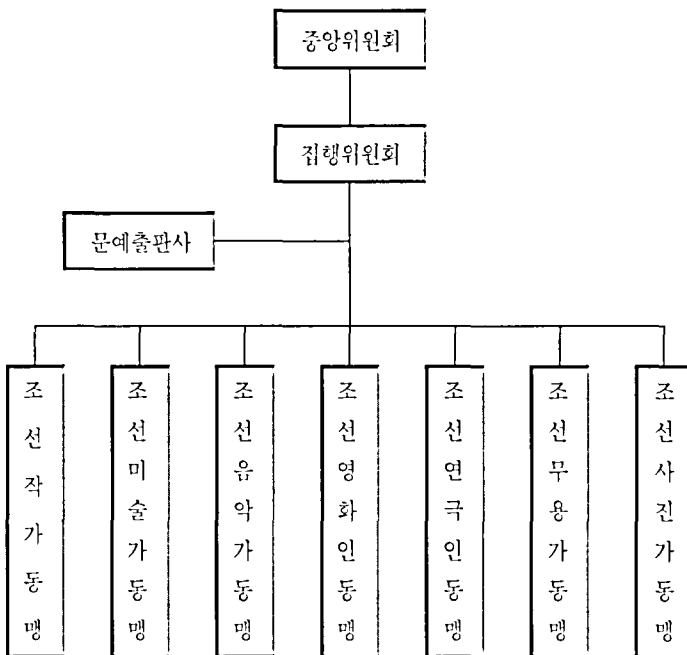 중앙위원회
집행위원회
문예출판사
조선작가동맹
조선미술가동맹
조선음악가동맹
조선영화인동맹
조선연극인동맹
조선무용가동맹
조선사진가동맹